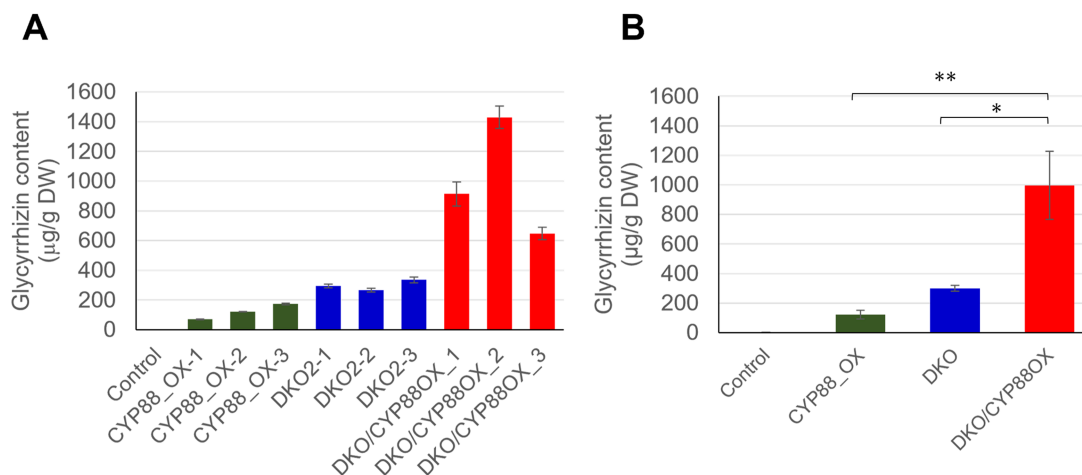 A
Glycyrrhizin content
(μg/g DW)
1600
1400
1200
1000
800
600
400
200
0
Control
CYP88_OX-1
CYP88_OX-2
CYP88_OX-3
DKO2-1
DKO2-2
DKO2-3
DKO/CYP88OX_1
DKO/CYP88OX_2
DKO/CYP88OX_3
B
Glycyrrhizin content
(μg/g DW)
1600
1400
1200
1000
800
600
400
200
0
**
*
Control
CYP88_OX
DKO
DKO/CYP88OX